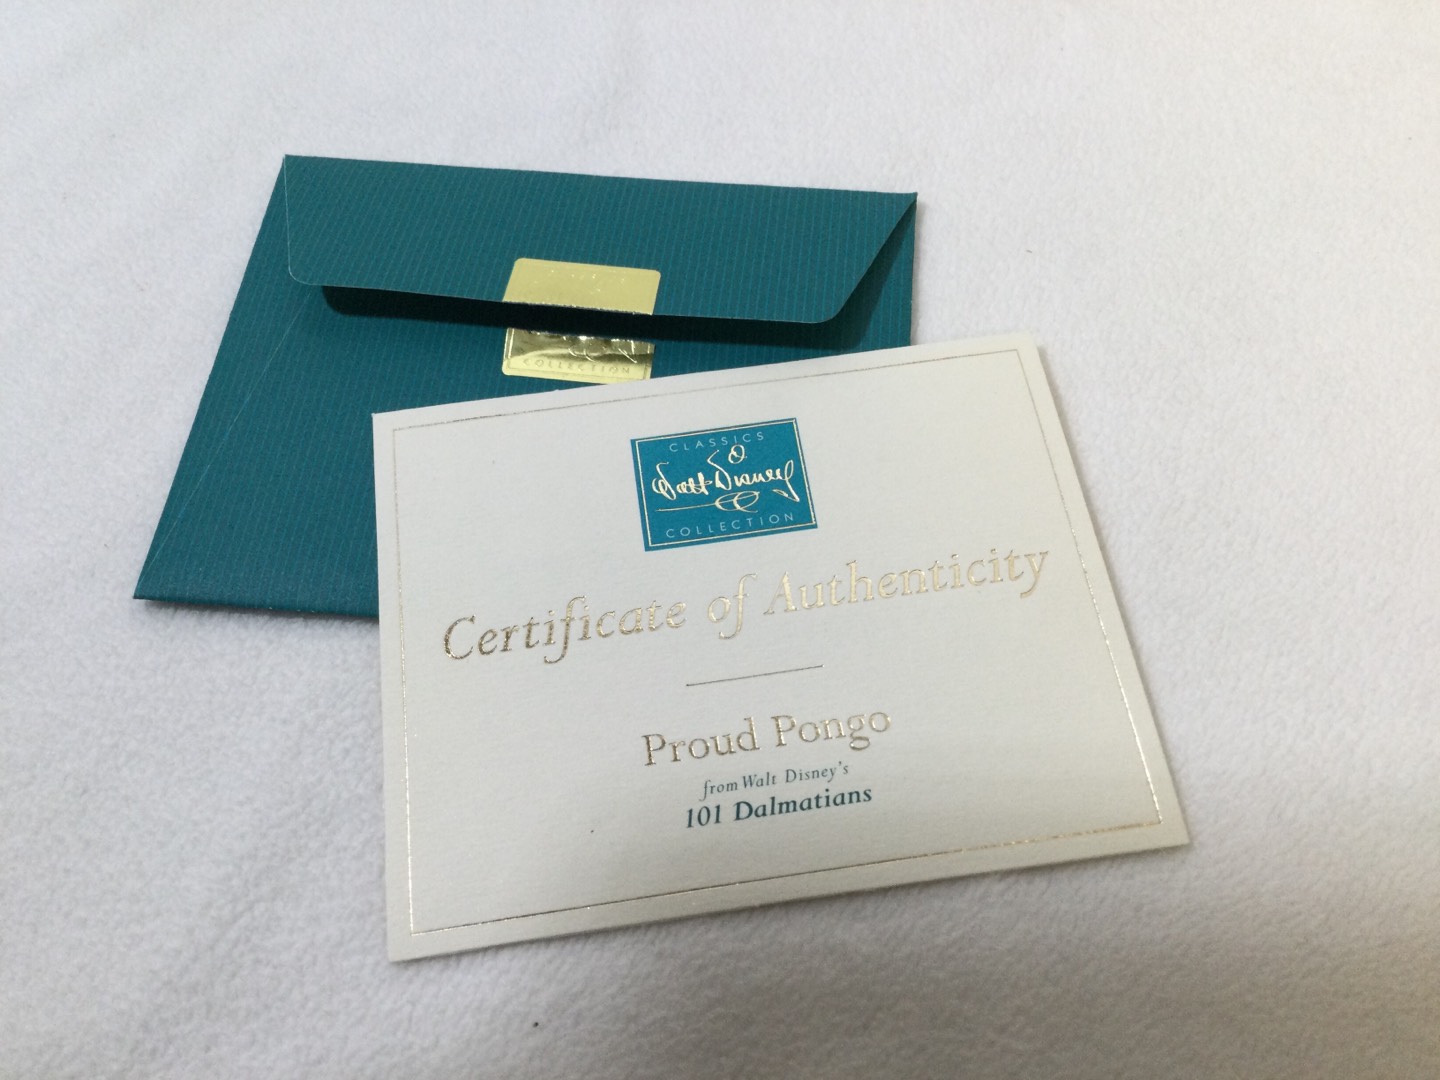 COLLECTION
CLASSICS
Walt Disney
COLLECTION
Certificate of Authenticity
Proud Pongo
from Walt Disney's
101 Dalmatians